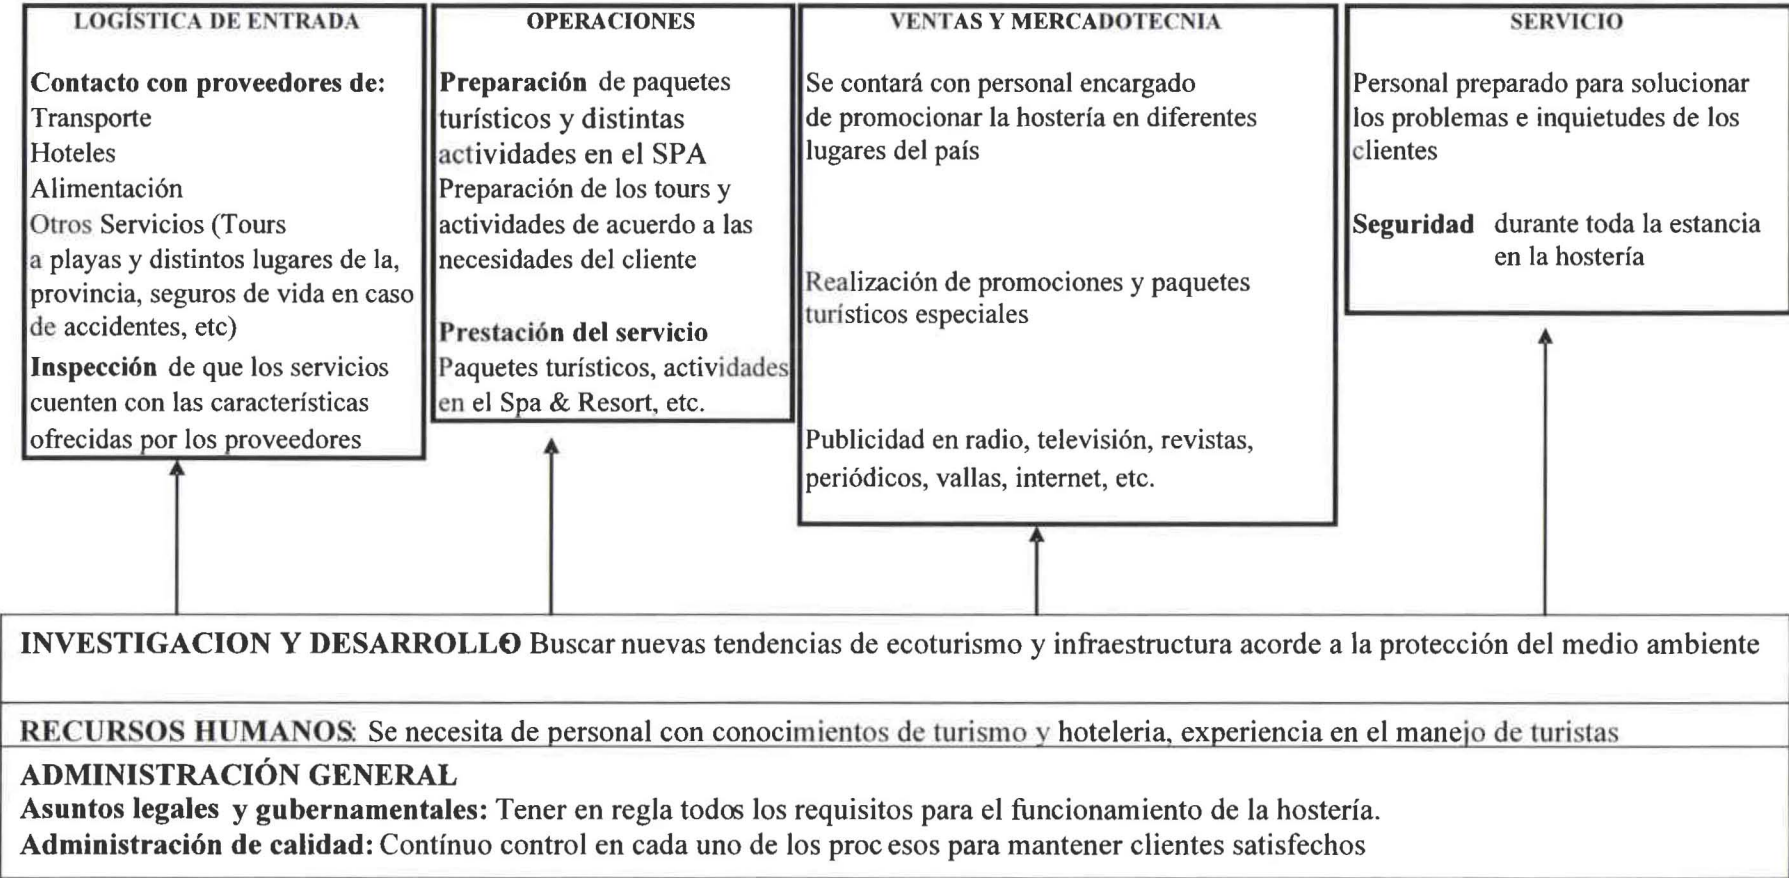 LOGÍSTICA DE ENTRADA
Contacto con proveedores de:
Transporte
Hoteles
Alimentación
Otros Servicios (Tours
a playas y distintos lugares de la,
provincia, seguros de vida en caso
de accidentes, etc)
Inspección de que los servicios
cuenten con las características
ofrecidas por los proveedores
OPERACIONES
Preparación de paquetes
turísticos y distintas
actividades en el SPA
Preparación de los tours y
actividades de acuerdo a las
necesidades del cliente
Prestación del servicio
Paquetes turísticos, actividades
en el Spa & Resort, etc.
VENTAS Y MERCADOTECNIA
Se contará con personal encargado
de promocionar la hostería en diferentes
lugares del país
Realización de promociones y paquetes
turísticos especiales
Publicidad en radio, televisión, revistas,
periódicos, vallas, internet, etc.
SERVICIO
Personal preparado para solucionar
los problemas e inquietudes de los
clientes
Seguridad durante toda la estancia
en la hostería
INVESTIGACION Y DESARROLLO Buscar nuevas tendencias de ecoturismo y infraestructura acorde a la protección del medio ambiente
RECURSOS HUMANOS: Se necesita de personal con conocimientos de turismo y hoteleria, experiencia en el manejo de turistas
ADMINISTRACIÓN GENERAL
Asuntos legales y gubernamentales: Tener en regla todos los requisitos para el funcionamiento de la hostería.
Administración de calidad: Contínuo control en cada uno de los proc esos para mantener clientes satisfechos